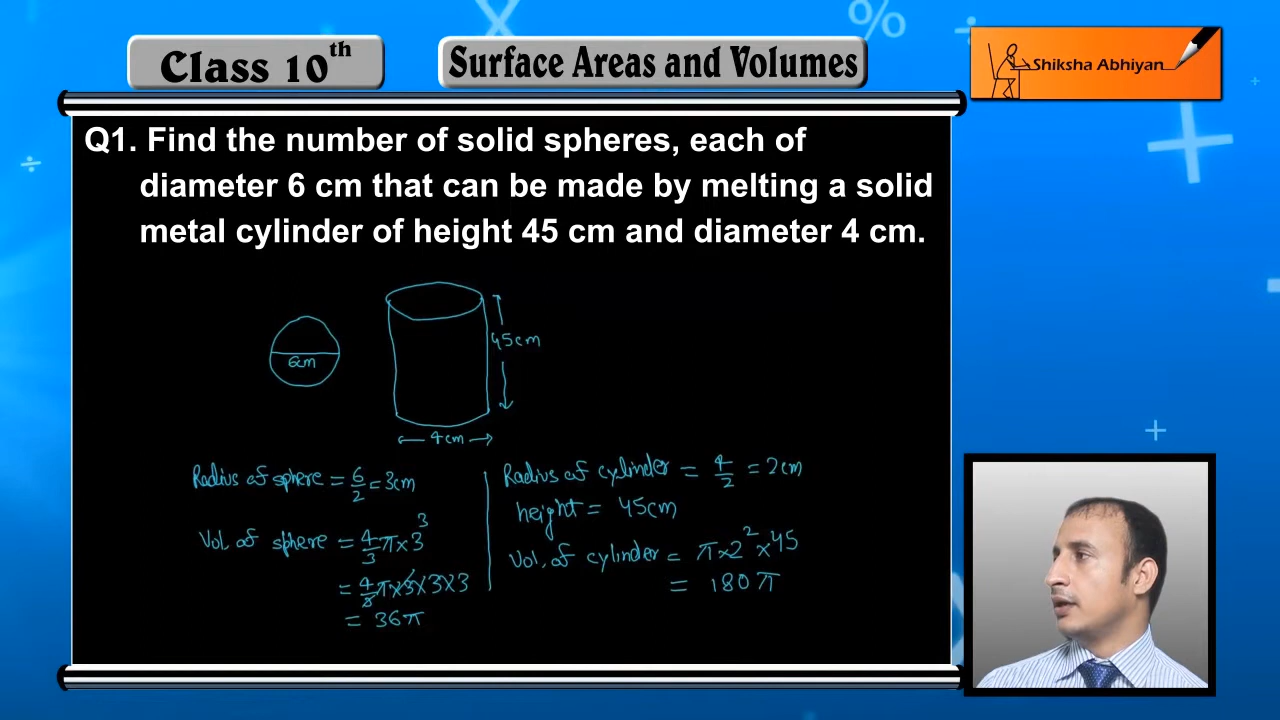 Class 10th
Surface Areas and Volumes
Shiksha Abhiyan
Q1. Find the number of solid spheres, each of
diameter 6 cm that can be made by melting a solid
metal cylinder of height 45 cm and diameter 4 cm.
6cm
45cm
4cm
Radius of sphere = 6/2 = 3cm
Vol. of sphere = 4/3 π × 3³
= 4/3 π × 3 × 3 × 3
= 36π
Radius of cylinder = 4/2 = 2cm
height = 45cm
Vol. of cylinder = π × 2² × 45
= 180π